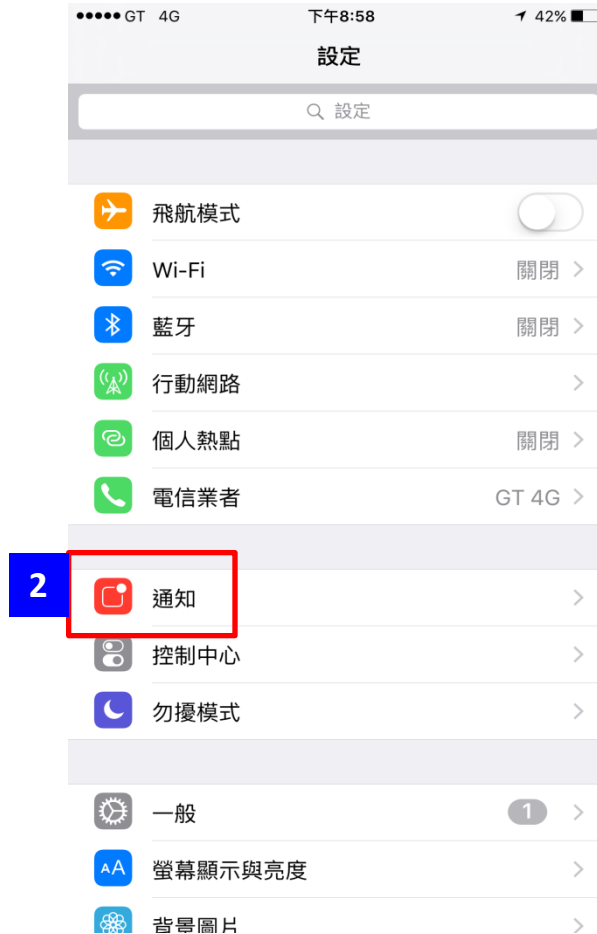 ●●●●● GT 4G 下午8:58 42%
設定
設定
飛航模式
Wi-Fi 關閉
藍牙 關閉
行動網路
個人熱點 關閉
電信業者 GT 4G
2 通知
控制中心
勿擾模式
一般 1
AA 螢幕顯示與亮度
背景圖片